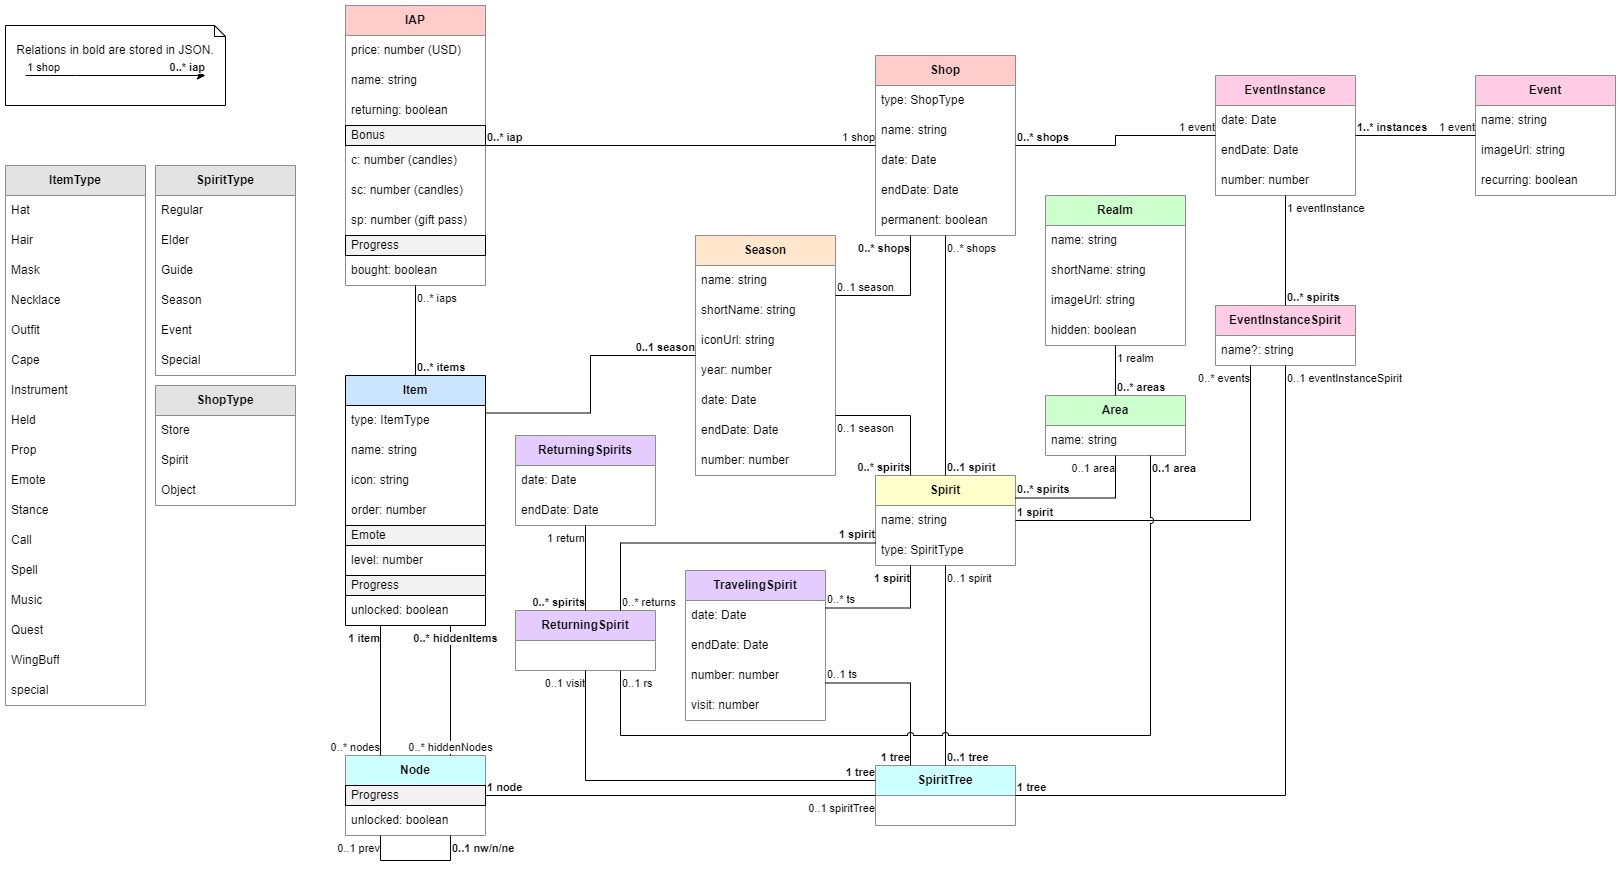 Relations in bold are stored in JSON.
1 shop
0..* iap
ItemType
Hat
Hair
Mask
Necklace
Outfit
Cape
Instrument
Held
Prop
Emote
Stance
Call
Spell
Music
Quest
WingBuff
special
SpiritType
Regular
Elder
Guide
Season
Event
Special
ShopType
Store
Spirit
Object
IAP
price: number (USD)
name: string
returning: boolean
Bonus
c: number (candles)
sc: number (candles)
sp: number (gift pass)
Progress
bought: boolean
0..* iap
1 shop
0..* iaps
0..* items
Item
type: ItemType
name: string
icon: string
order: number
Emote
level: number
Progress
unlocked: boolean
1 item
0..* hiddenItems
0..* nodes
0..* hiddenNodes
Node
Progress
unlocked: boolean
0..1 prev
0..1 nw/n/ne
1 node
0..1 spiritTree
ReturningSpirits
date: Date
endDate: Date
1 return
0..* spirits
0..* returns
ReturningSpirit
0..1 visit
0..1 rs
Season
name: string
shortName: string
iconUrl: string
year: number
date: Date
endDate: Date
number: number
0..1 season
0..1 season
0..1 season
TravelingSpirit
date: Date
endDate: Date
number: number
visit: number
0..* ts
0..1 ts
Shop
type: ShopType
name: string
date: Date
endDate: Date
permanent: boolean
0..* shops
0..* shops
0..* shops
1 event
0..* spirits
0..1 spirit
Spirit
name: string
type: SpiritType
1 spirit
1 spirit
0..1 spirit
0..* spirits
1 spirit
1 tree
0..1 tree
1 tree
SpiritTree
1 tree
Realm
name: string
shortName: string
imageUrl: string
hidden: boolean
1 realm
0..* areas
Area
name: string
0..1 area
0..1 area
EventInstance
date: Date
endDate: Date
number: number
1..* instances
1 event
1 eventInstance
0..* spirits
EventInstanceSpirit
name?: string
0..* events
0..1 eventInstanceSpirit
Event
name: string
imageUrl: string
recurring: boolean